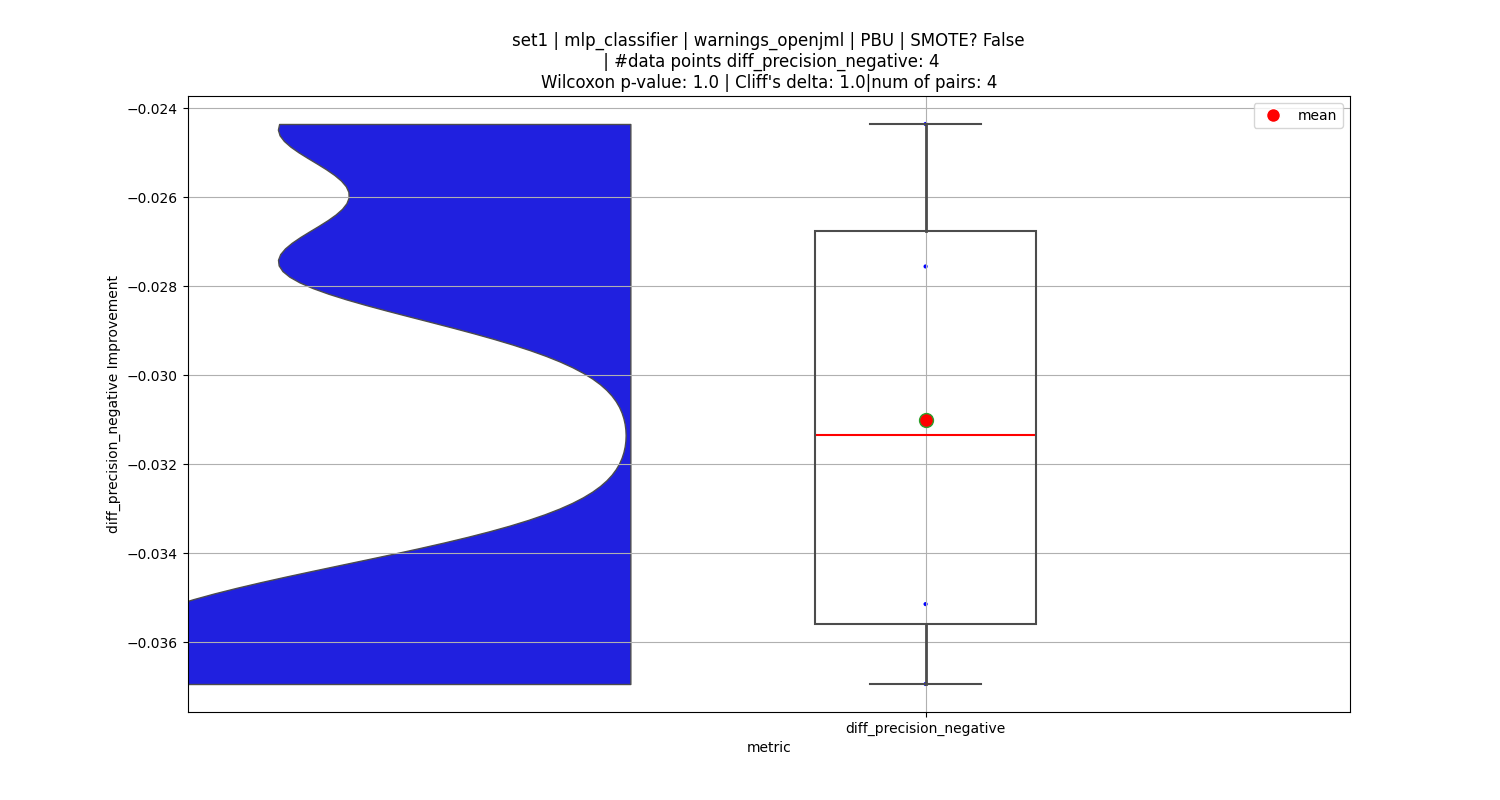 set1 | mlp_classifier | warnings_openjml | PBU | SMOTE? False
| #data points diff_precision_negative: 4
Wilcoxon p-value: 1.0 | Cliff's delta: 1.0|num of pairs: 4
mean
−0.024
−0.026
−0.028
−0.030
−0.032
−0.034
−0.036
diff_precision_negative Improvement
diff_precision_negative
metric